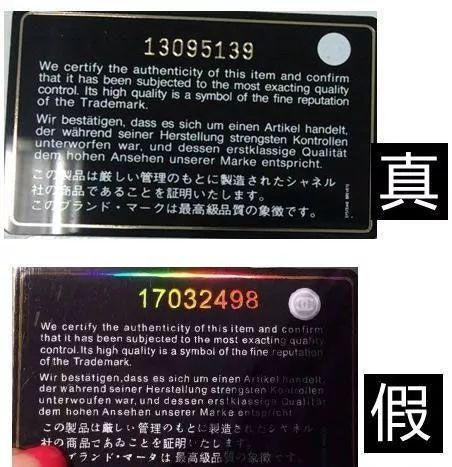 13095139
We certify the authenticity of this item and confirm
that it has been subjected to the most exacting quality
control. Its high quality is a symbol of the fine reputation
of the Trademark.
Wir bestätigen, dass es sich um einen Artikel handelt,
der während seiner Herstellung strengsten Kontrollen
unterworfen war, und dessen erstklassige Qualität
dem hohen Ansehen unserer Marke entspricht.
この製品は厳しい管理のもとに製造されたシャネル
社の商品であることを証明いたします。
このブランド・マークは最高級品質の象徴です。
真
17032498
We certify the authenticity of this item and confirm
that it has been subjected to the most exacting quality
control.Its high quality is a symbol of the fine reputation
of the Trademark.
Wir bestätigen,dass es sich um einen Artikel handelt,
der während seiner Herstellung strengsten Kontrollen
unterwoufen war, und dessen erstklassige Qualität
dem hohen Ansehen unserer Marke entspricht.
この製品は厳しい管理のもとに製造されたシャネル
社の商品であゐことを証明いたします
ブランド・マータは最高級品質の象徴です
假